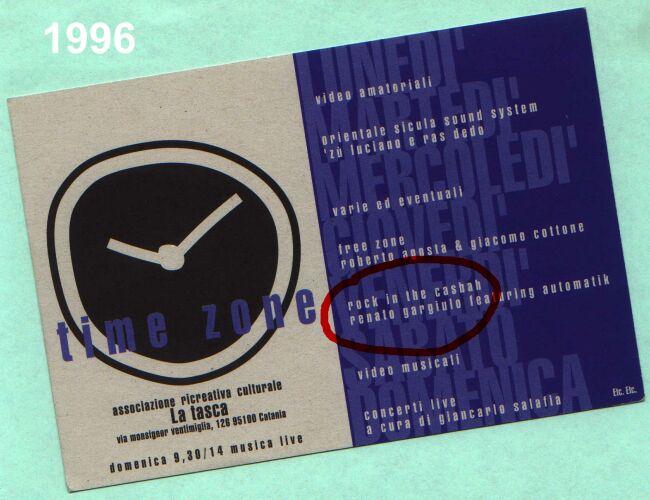 1996
time zone
associazione ricreativa culturale
La tasca
via monsignor ventimiglia, 126 95100 Catania
domenica 9,30/14 musica live
LUNEDI'
video amatoriali
MARTEDI'
orientale sicula sound system
'zù luciano e ras dedo
MERCOLEDI'
varie ed eventuali
GIOVEDI'
free zone
roberto aposta & giacomo cottone
VENERDI'
rock in the casbah
renato gargiulo featuring automatik
SABATO
video musicali
DOMENICA
concerti live
a cura di giancarlo salafia
Etc. Etc.